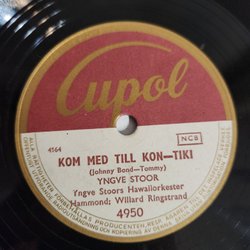 Cupol
4164
NCB
KOM MED TILL KON—TIKI
(Johnny Bond—Tommy)
YNGVE STOOR
Yngve Stoors Hawaiiorkester
Hammond: Willard Ringstrand
4950